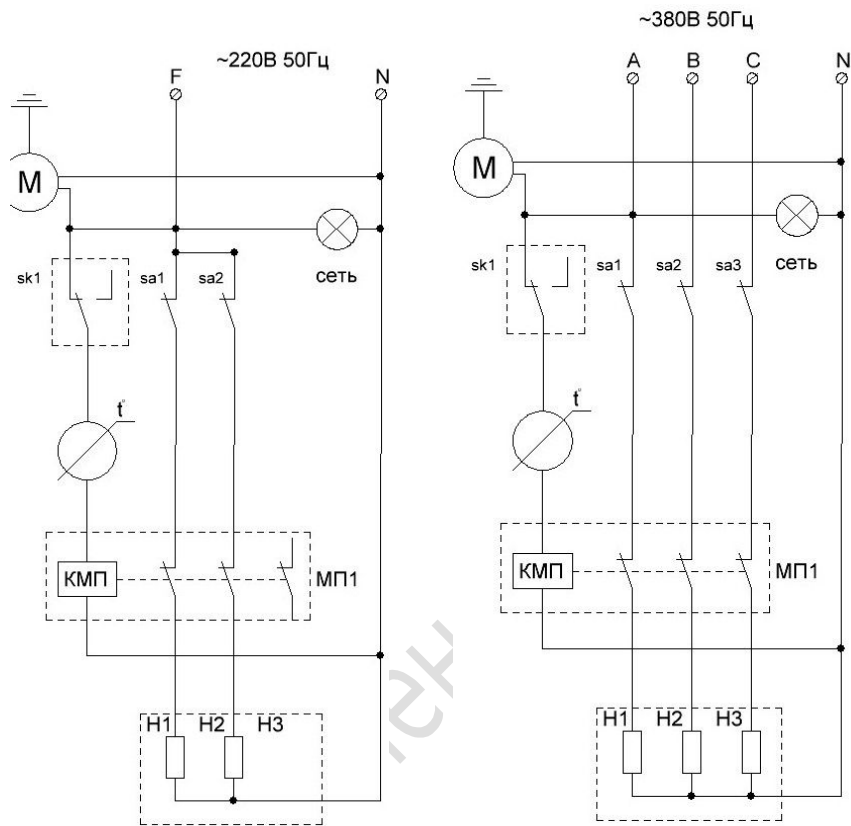 ~220В 50Гц
F
N
М
сеть
sk1
sa1
sa2
t°
КМП
МП1
Н1
Н2
Н3
~380В 50Гц
A
B
C
N
М
сеть
sk1
sa1
sa2
sa3
t°
КМП
МП1
Н1
Н2
Н3